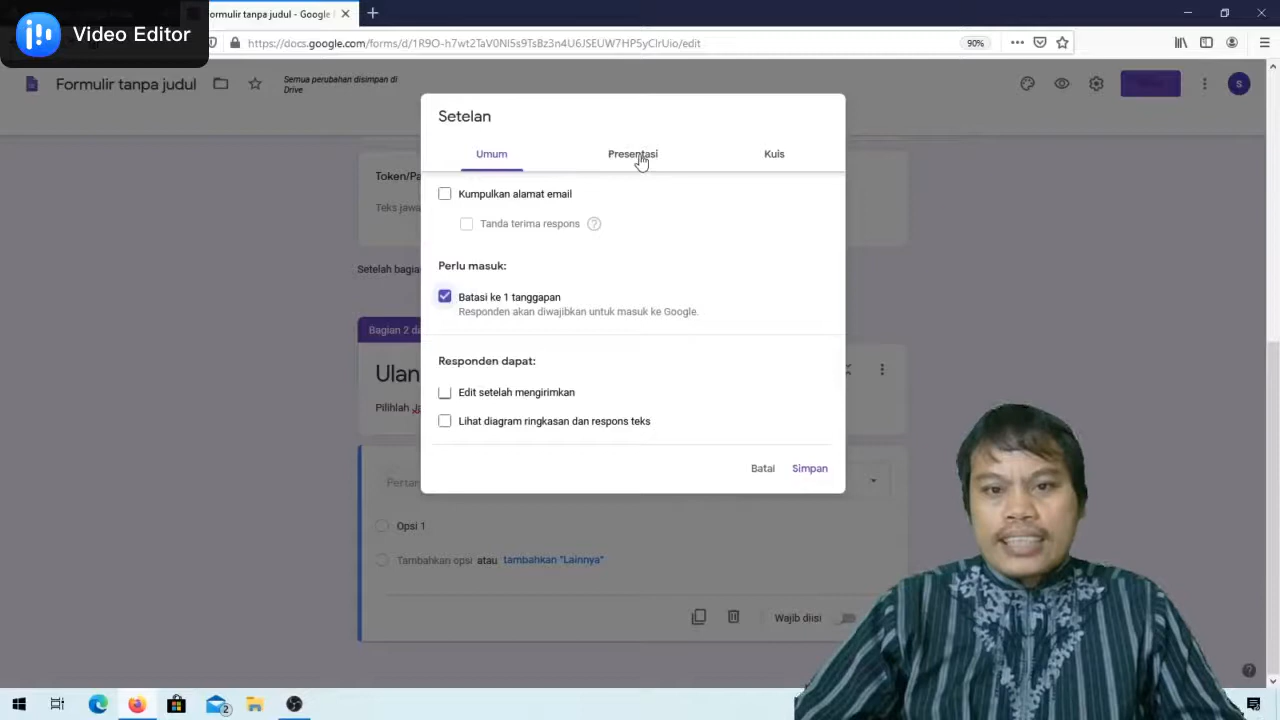 Video Editor
ormulir tanpa judul - Google F
https://docs.google.com/forms/d/1R9O-h7wt2TaV0NI5s9TsBz3n4U6JSEUW7HP5yClrUio/edit
90%
Formulir tanpa judul
Semua perubahan disimpan di
Drive
S
Setelan
Umum
Presentasi
Kuis
Token/Pa
Teks jawa
Kumpulkan alamat email
Tanda terima respons
Setelah bagia
Perlu masuk:
Batasi ke 1 tanggapan
Responden akan diwajibkan untuk masuk ke Google.
Bagian 2 da
Responden dapat:
Ulan
Pilihlah Ja
Edit setelah mengirimkan
Lihat diagram ringkasan dan respons teks
Batal
Simpan
Pertan
Opsi 1
Tambahkan opsi atau tambahkan "Lainnya"
Wajib diisi
2